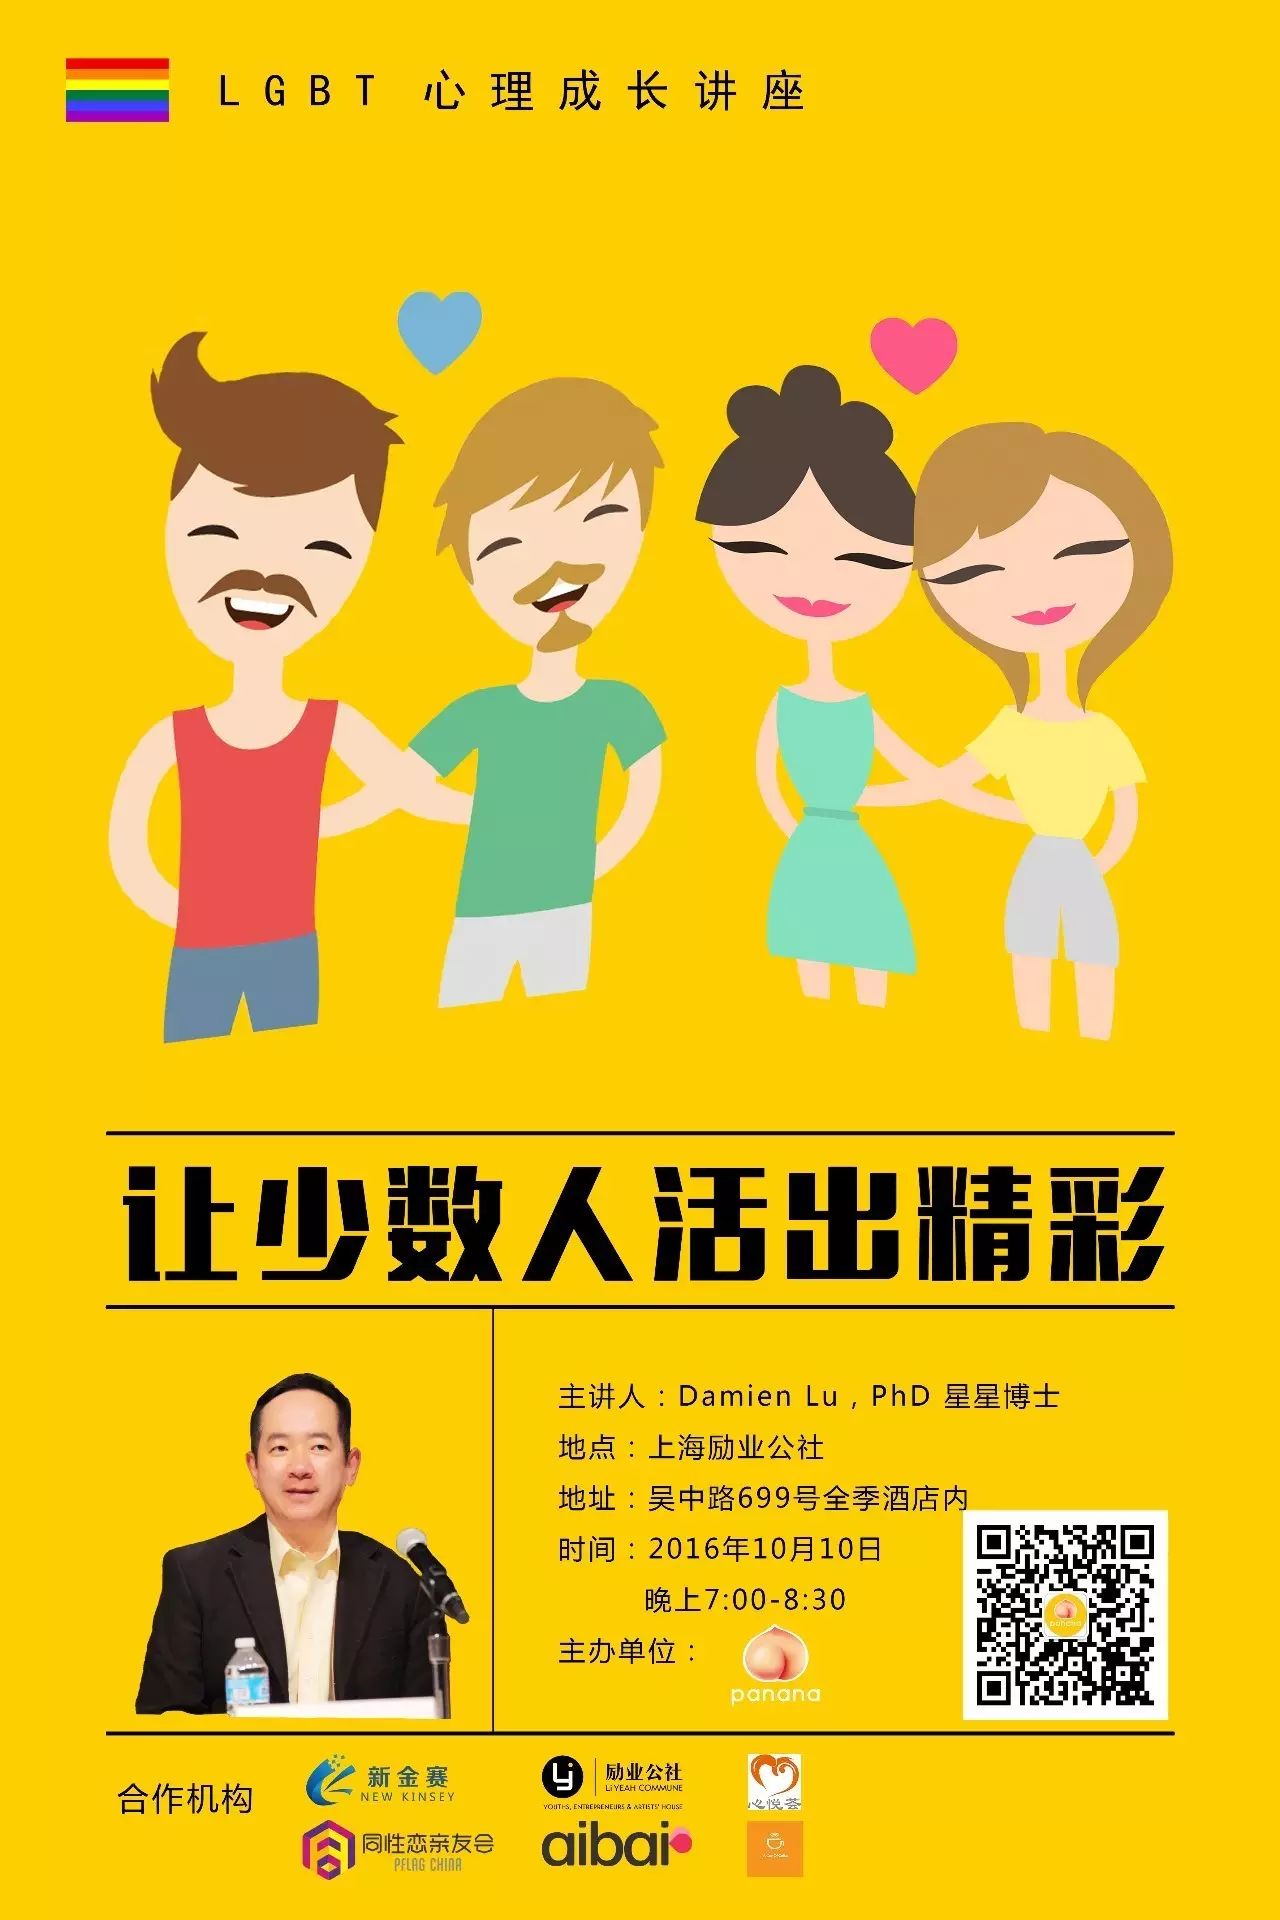 LGBT 心理成长讲座
让少数人活出精彩
主讲人：Damien Lu，PhD 星星博士
地点：上海励业公社
地址：吴中路699号全季酒店内
时间：2016年10月10日
晚上7:00-8:30
主办单位：
panana
panana
合作机构
新金赛
NEW KINSEY
Li
励业公社
LIYEAH COMMUNE
YOUTHS, ENTREPRENEURS & ARTISTS' HOUSE
心悦荟
同性恋亲友会
PFLAG CHINA
aibai